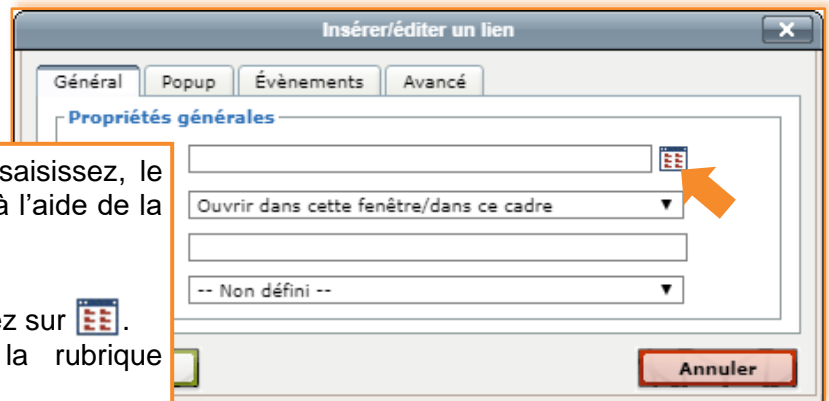 Insérer/éditer un lien
Général Popup Évènements Avancé
Propriétés générales
saisissez, le
à l'aide de la
Ouvrir dans cette fenêtre/dans ce cadre
-- Non défini --
ez sur .
la rubrique
Annuler